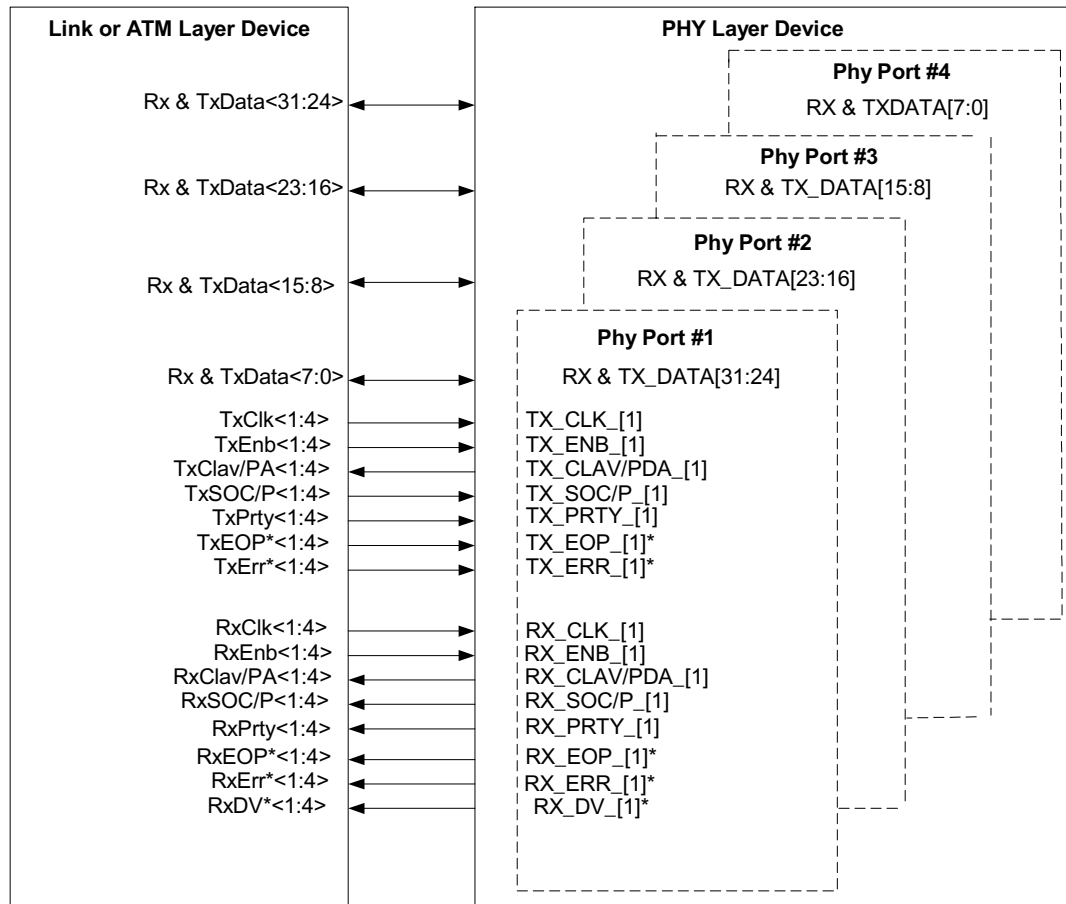 Link or ATM Layer Device
PHY Layer Device
Phy Port #4
Rx & TxData<31:24>
RX & TXDATA[7:0]
Phy Port #3
Rx & TxData<23:16>
RX & TX_DATA[15:8]
Phy Port #2
Rx & TxData<15:8>
RX & TX_DATA[23:16]
Phy Port #1
Rx & TxData<7:0>
RX & TX_DATA[31:24]
TxClk<1:4>
TX_CLK_[1]
TxEnb<1:4>
TX_ENB_[1]
TxClav/PA<1:4>
TX_CLAV/PDA_[1]
TxSOC/P<1:4>
TX_SOC/P_[1]
TxPrty<1:4>
TX_PRTY_[1]
TxEOP*<1:4>
TX_EOP_[1]*
TxErr*<1:4>
TX_ERR_[1]*
RxClk<1:4>
RX_CLK_[1]
RxEnb<1:4>
RX_ENB_[1]
RxClav/PA<1:4>
RX_CLAV/PDA_[1]
RxSOC/P<1:4>
RX_SOC/P_[1]
RxPrty<1:4>
RX_PRTY_[1]
RxEOP*<1:4>
RX_EOP_[1]*
RxErr*<1:4>
RX_ERR_[1]*
RxDV*<1:4>
RX_DV_[1]*